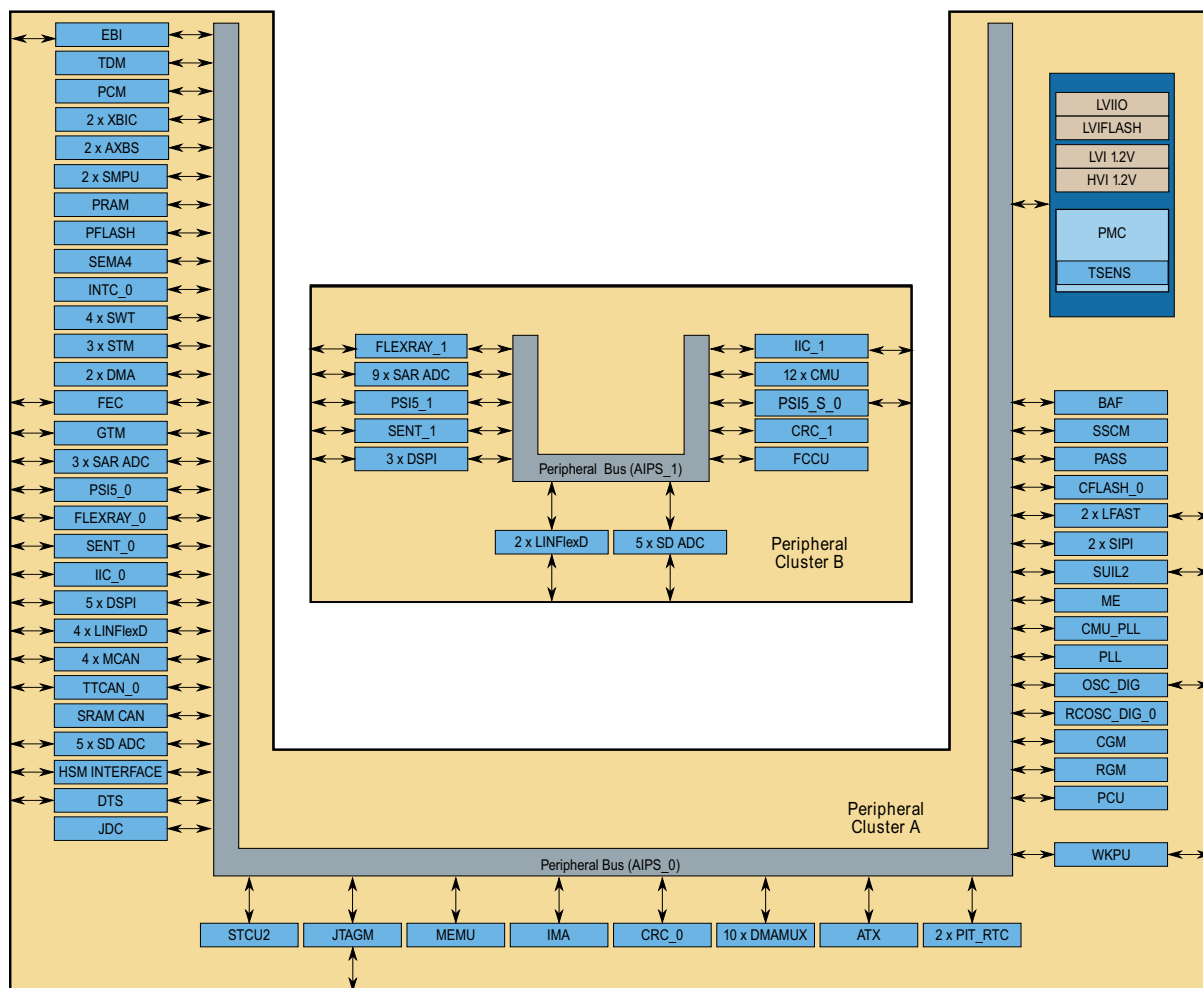 EBI
TDM
PCM
2 x XBIC
2 x AXBS
2 x SMPU
PRAM
PFLASH
SEMA4
INTC_0
4 x SWT
3 x STM
2 x DMA
FEC
GTM
3 x SAR ADC
PSI5_0
FLEXRAY_0
SENT_0
IIC_0
5 x DSPI
4 x LINFlexD
4 x MCAN
TTCAN_0
SRAM CAN
5 x SD ADC
HSM INTERFACE
DTS
JDC
FLEXRAY_1
9 x SAR ADC
PSI5_1
SENT_1
3 x DSPI
IIC_1
12 x CMU
PSI5_S_0
CRC_1
FCCU
Peripheral Bus (AIPS_1)
2 x LINFlexD
5 x SD ADC
Peripheral
Cluster B
LVIIO
LVIFLASH
LVI 1.2V
HVI 1.2V
PMC
TSENS
BAF
SSCM
PASS
CFLASH_0
2 x LFAST
2 x SIPI
SUIL2
ME
CMU_PLL
PLL
OSC_DIG
RCOSC_DIG_0
CGM
RGM
PCU
WKPU
Peripheral
Cluster A
Peripheral Bus (AIPS_0)
STCU2
JTAGM
MEMU
IMA
CRC_0
10 x DMAMUX
ATX
2 x PIT_RTC